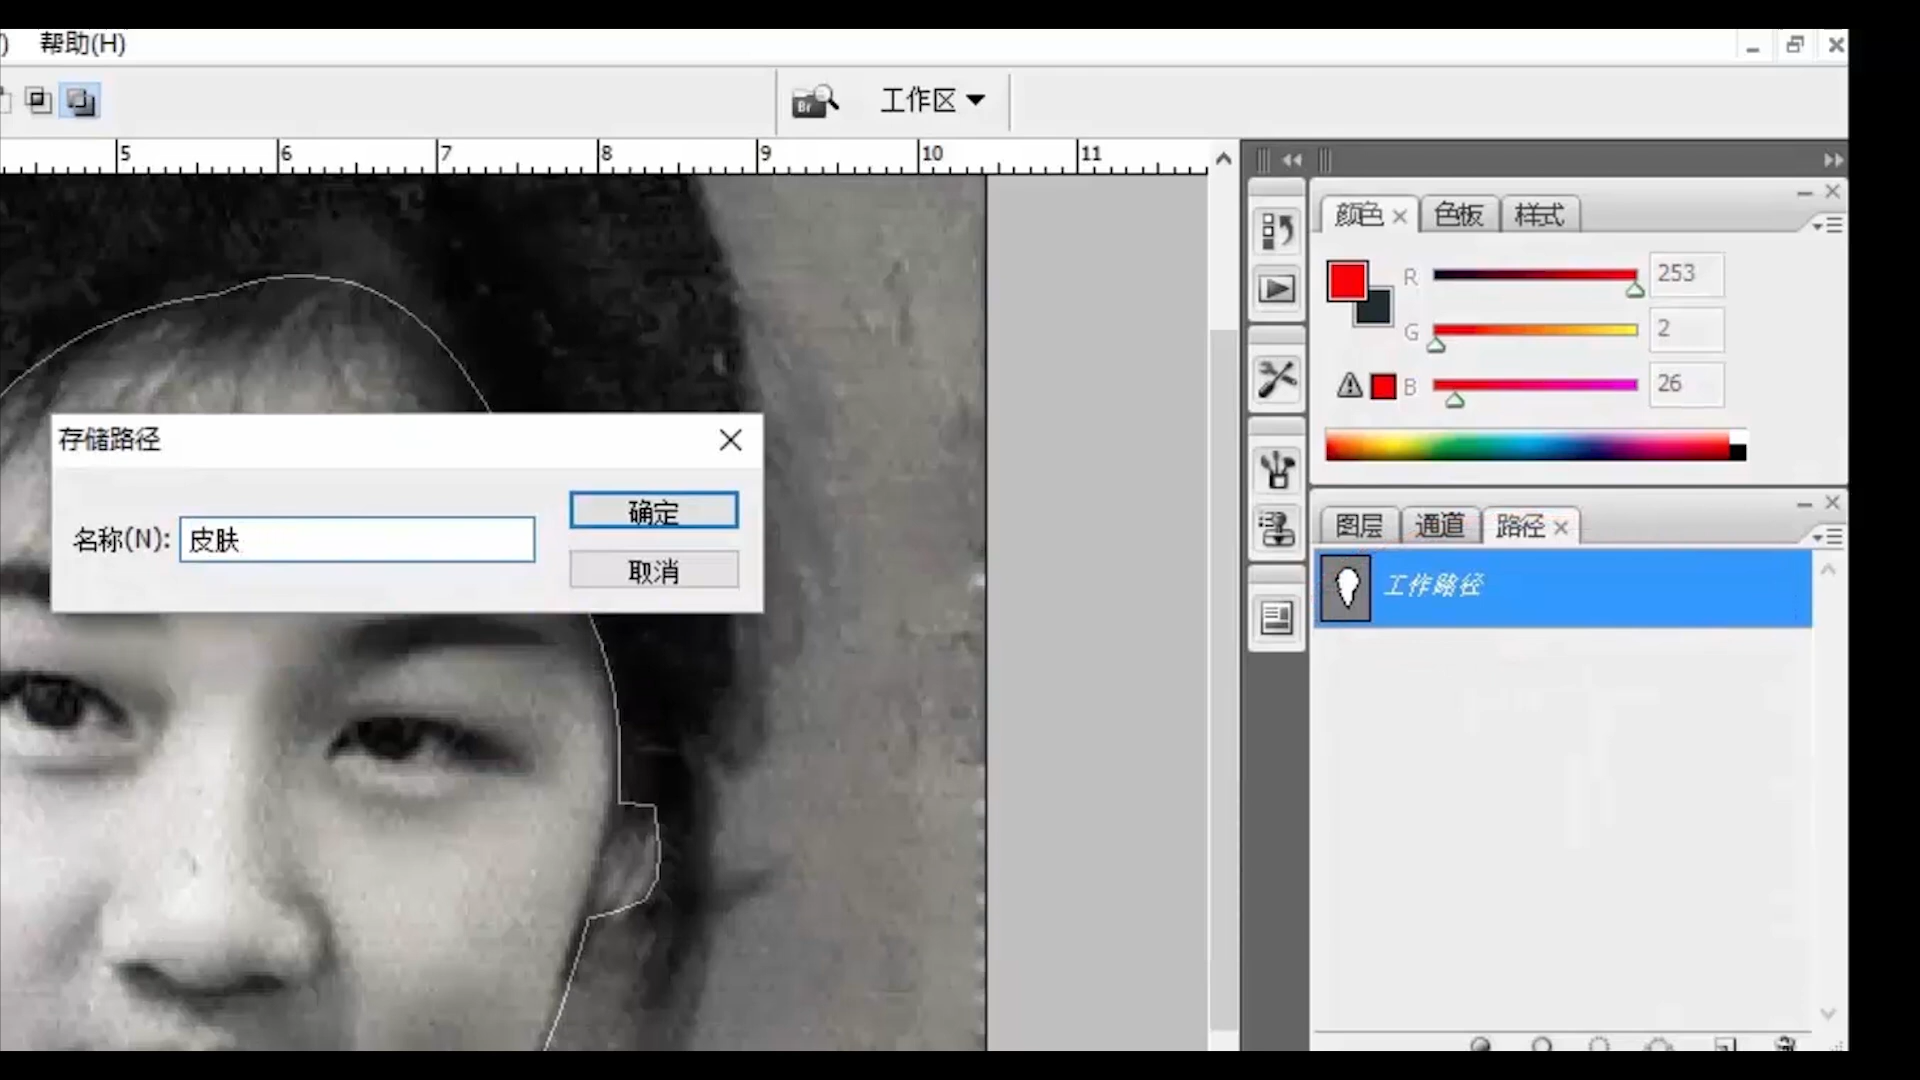 ) 帮助(H)
Br 工作区
5 6 7 8 9 10 11
颜色 色板 样式
R 253
G 2
B 26
存储路径
名称(N): 皮肤
确定
取消
图层 通道 路径
工作路径